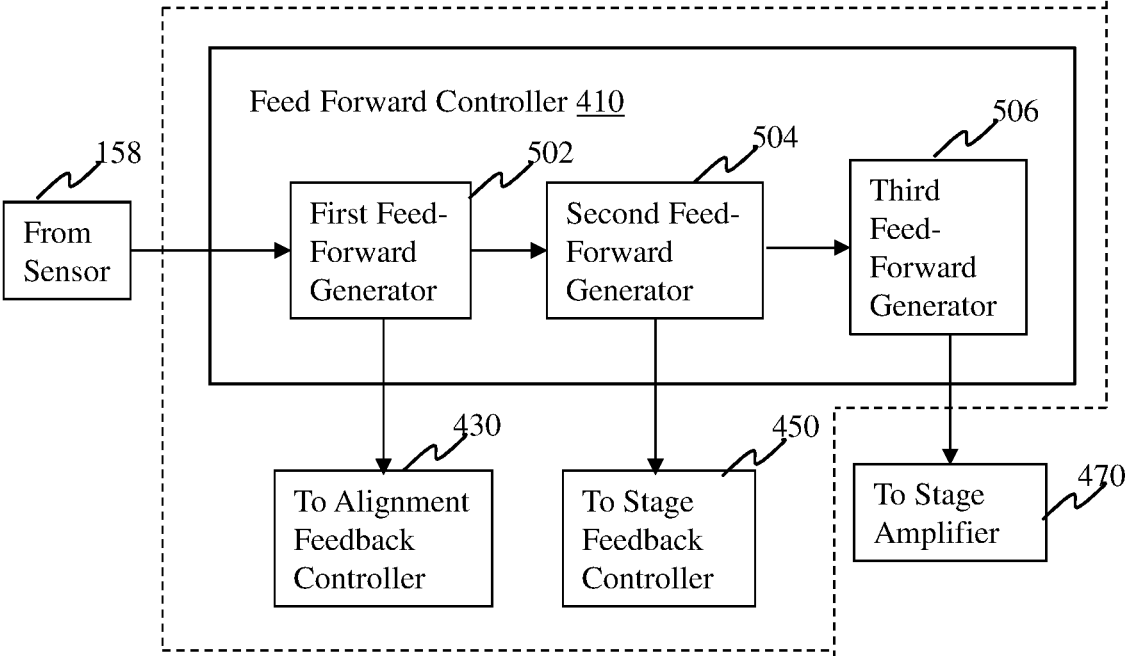 Feed Forward Controller 410
506
158
502
504
From
Sensor
First Feed-
Forward
Generator
Second Feed-
Forward
Generator
Third
Feed-
Forward
Generator
430
450
470
To Alignment
Feedback
Controller
To Stage
Feedback
Controller
To Stage
Amplifier